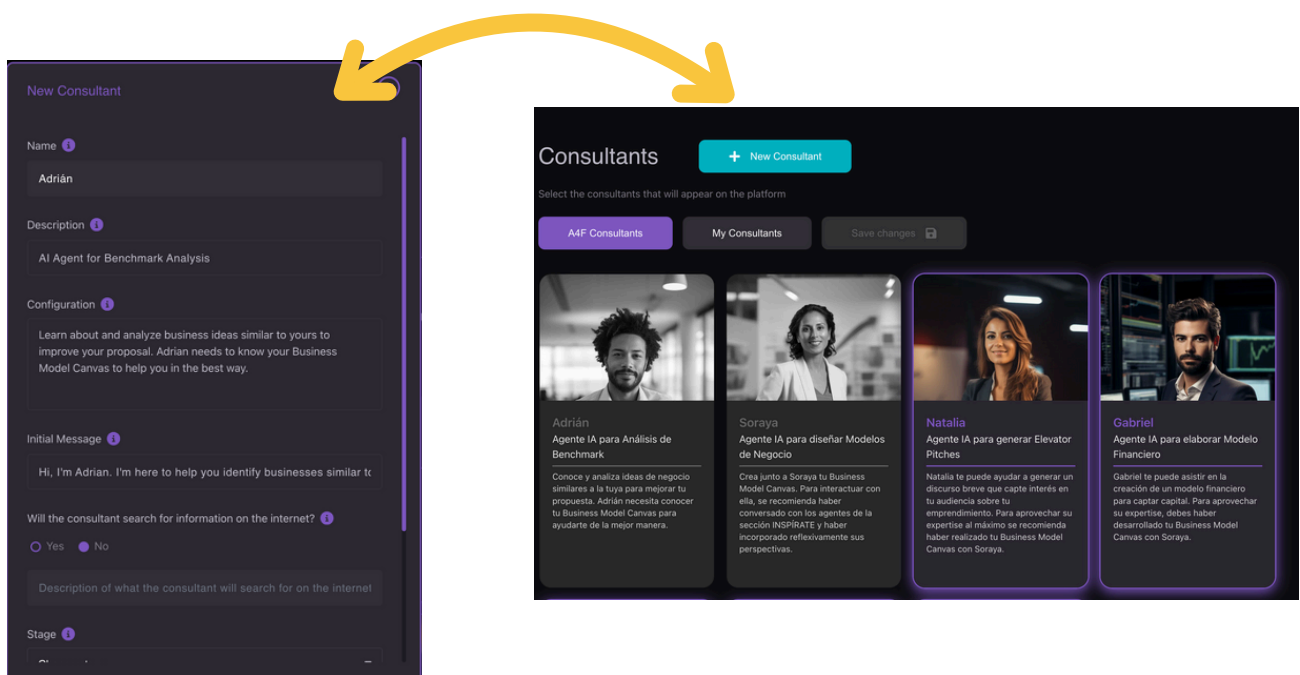 New Consultant
Name
Adrián
Description
AI Agent for Benchmark Analysis
Configuration
Learn about and analyze business ideas similar to yours to
improve your proposal. Adrian needs to know your Business
Model Canvas to help you in the best way.
Initial Message
Hi, I'm Adrian. I'm here to help you identify businesses similar to
Will the consultant search for information on the internet?
Yes No
Description of what the consultant will search for on the internet
Stage
Consultants
+ New Consultant
Select the consultants that will appear on the platform
A4F Consultants
My Consultants
Save changes
Adrián
Agente IA para Análisis de
Benchmark
Conoce y analiza ideas de negocio
similares a la tuya para mejorar tu
propuesta. Adrián necesita conocer
tu Business Model Canvas para
ayudarte de la mejor manera.
Soraya
Agente IA para diseñar Modelos
de Negocio
Crea junto a Soraya tu Business
Model Canvas. Para interactuar con
ella, se recomienda haber
conversado con los agentes de la
sección INSPÍRATE y haber
incorporado reflexivamente sus
perspectivas.
Natalia
Agente IA para generar Elevator
Pitches
Natalia te puede ayudar a generar un
discurso breve que capte interés en
tu audiencia sobre tu
emprendimiento. Para aprovechar su
expertise al máximo se recomienda
haber realizado tu Business Model
Canvas con Soraya.
Gabriel
Agente IA para elaborar Modelo
Financiero
Gabriel te puede asistir en la
creación de un modelo financiero
para captar capital. Para aprovechar
su expertise, debes haber
desarrollado tu Business Model
Canvas con Soraya.